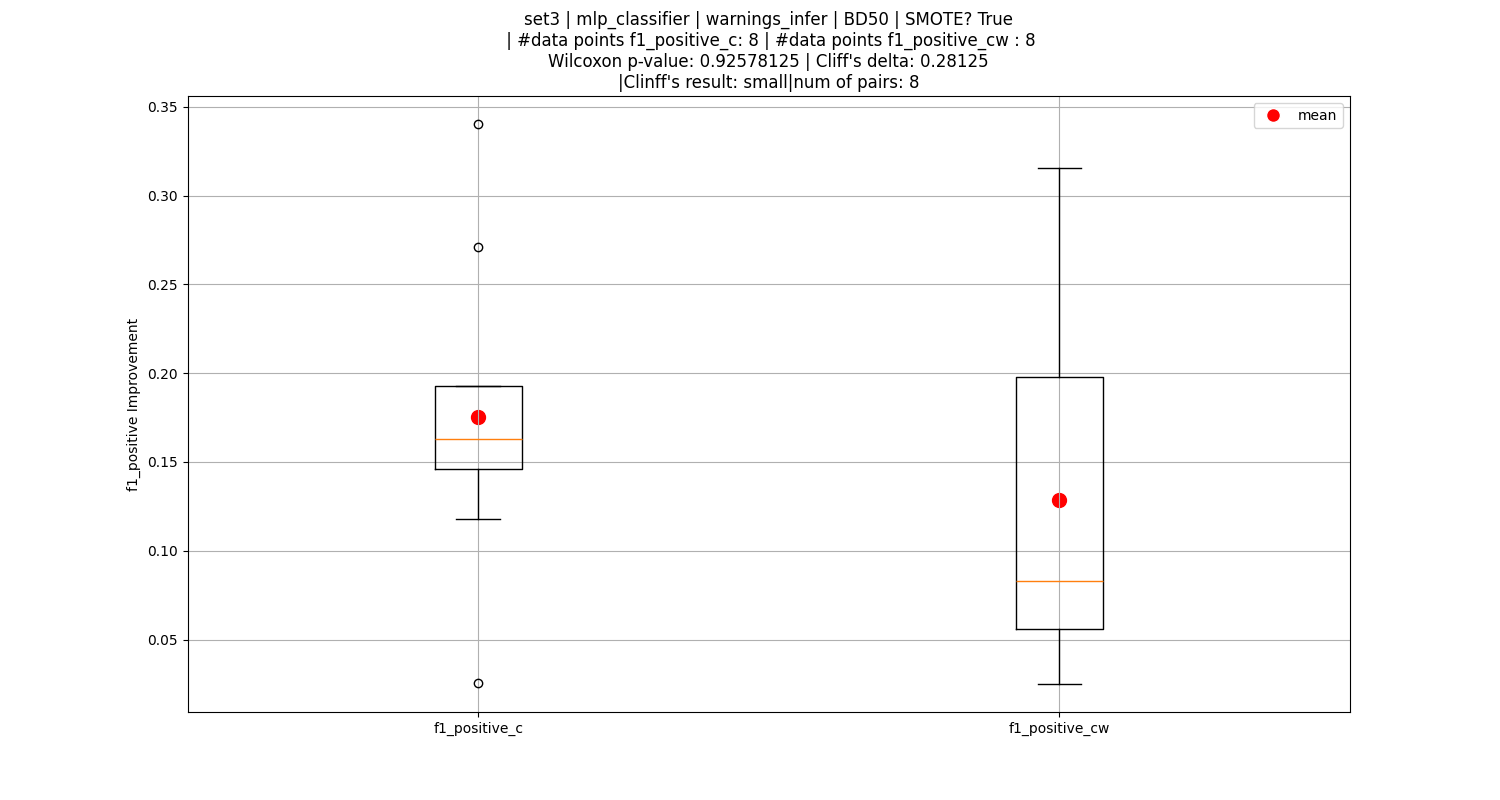 set3 | mlp_classifier | warnings_infer | BD50 | SMOTE? True
| #data points f1_positive_c: 8 | #data points f1_positive_cw : 8
Wilcoxon p-value: 0.92578125 | Cliff's delta: 0.28125
|Clinff's result: small|num of pairs: 8
mean
0.35
0.30
0.25
0.20
0.15
0.10
0.05
f1_positive Improvement
f1_positive_c
f1_positive_cw